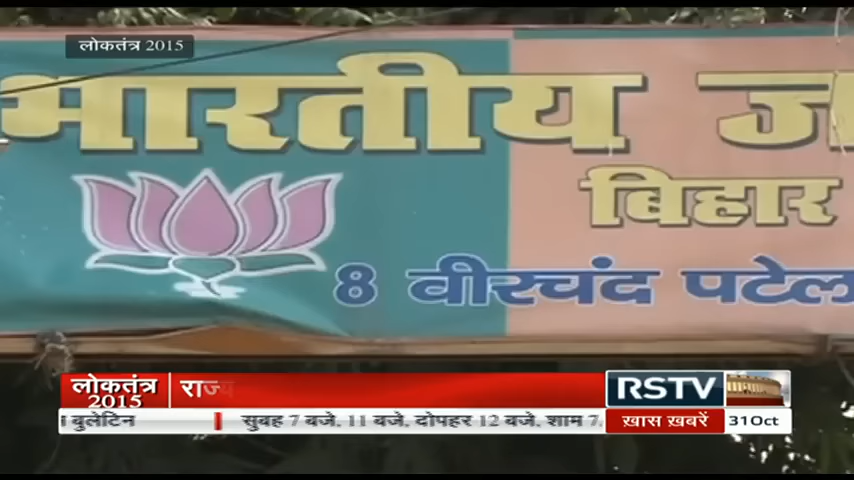 लोकतंत्र 2015
भारतीय ज
बिहार
8 वीरचंद पटेल
लोकतंत्र 2015
राज्य
RSTV
बुलेटिन सुबह 7 बजे, 11 बजे, दोपहर 12 बजे, शाम 7
ख़ास ख़बरें 31Oct